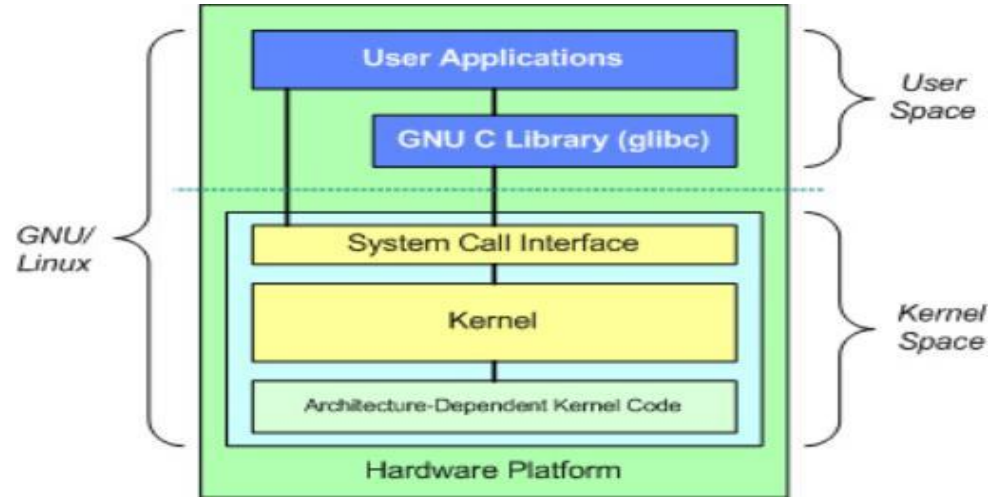 User Applications
GNU C Library (glibc)
User
Space
GNU/
Linux
System Call Interface
Kernel
Architecture-Dependent Kernel Code
Kernel
Space
Hardware Platform